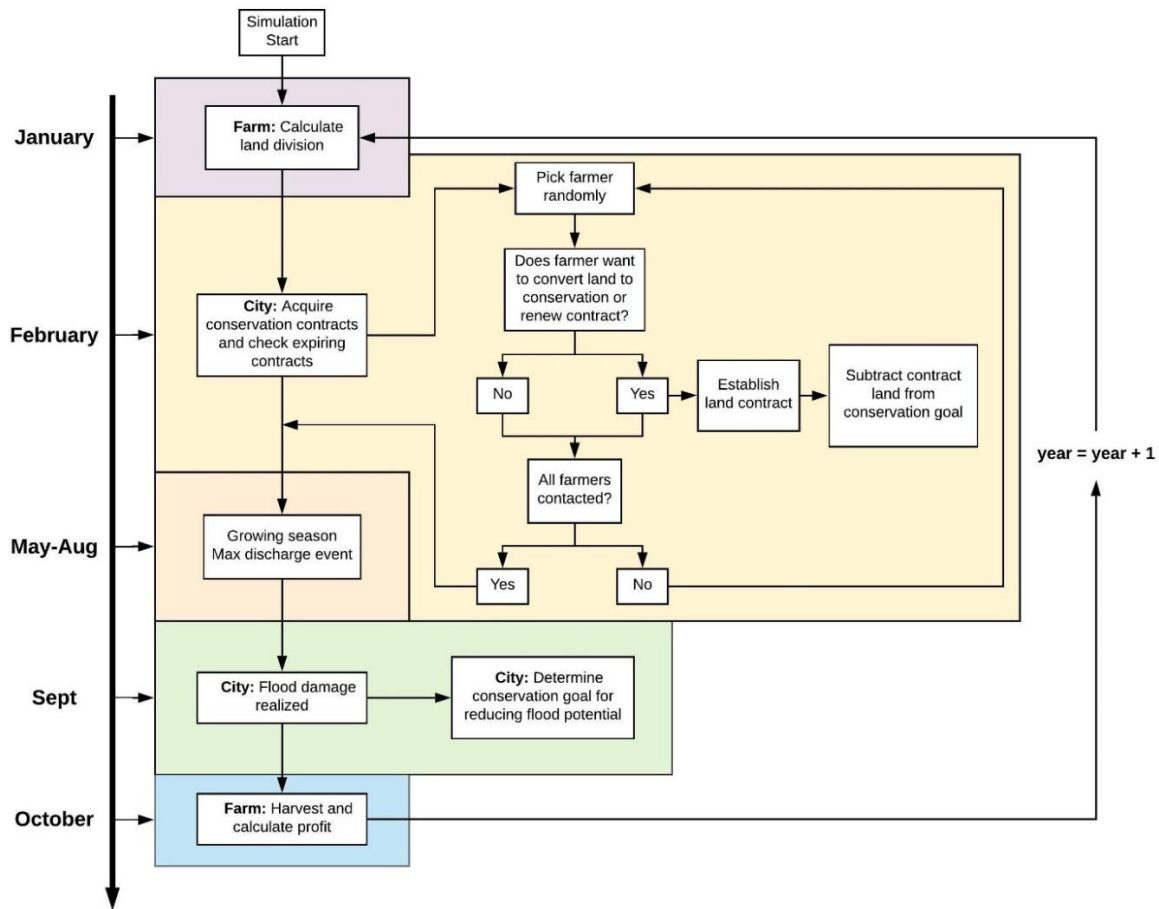 Simulation
Start
January
Farm: Calculate
land division
Pick farmer
randomly
Does farmer want
to convert land to
conservation or
renew contract?
February
City: Acquire
conservation contracts
and check expiring
contracts
No
Yes
Establish
land contract
Subtract contract
land from
conservation goal
year = year + 1
All farmers
contacted?
May-Aug
Growing season
Max discharge event
Yes
No
Sept
City: Flood damage
realized
City: Determine
conservation goal for
reducing flood potential
October
Farm: Harvest and
calculate profit